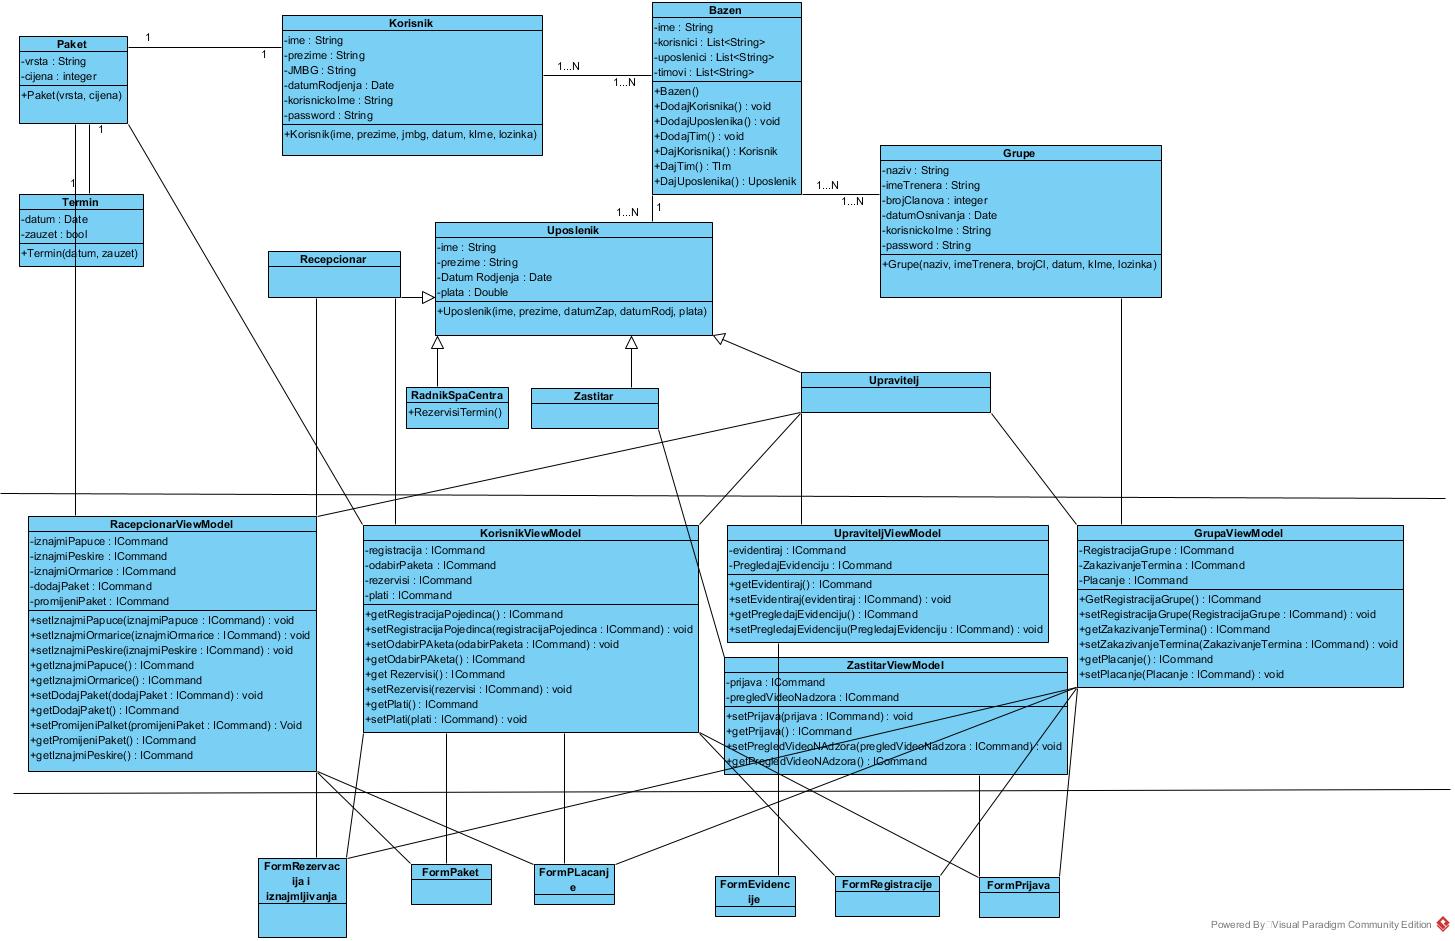 Paket
-vrsta : String
-cijena : integer
+Paket(vrsta, cijena)
1
1
Korisnik
-ime : String
-prezime : String
-JMBG : String
-datumRodjenja : Date
-korisnickoIme : String
-password : String
+Korisnik(ime, prezime, jmbg, datum, kIme, lozinka)
1...N
1...N
Bazen
-ime : String
-korisnici : List<String>
-uposlenici : List<String>
-timovi : List<String>
+Bazen()
+DodajKorisnika() : void
+DodajUposlenika() : void
+DodajTim() : void
+DajKorisnika() : Korisnik
+DajTim() : TIm
+DajUposlenika() : Uposlenik
1...N
1...N
Grupe
-naziv : String
-imeTrenera : String
-brojClanova : integer
-datumOsnivanja : Date
-korisnickoIme : String
-password : String
+Grupe(naziv, imeTrenera, brojCl, datum, kIme, lozinka)
1
1
Termin
-datum : Date
-zauzet : bool
+Termin(datum, zauzet)
1...N
1
Uposlenik
-ime : String
-prezime : String
-Datum Rodjenja : Date
-plata : Double
+Uposlenik(ime, prezime, datumZap, datumRodj, plata)
Recepcionar
RadnikSpaCentra
+RezervisiTermin()
Zastitar
Upravitelj
RacepcionarViewModel
-iznajmiPapuce : ICommand
-iznajmiPeskire : ICommand
-iznajmiOrmarice : ICommand
-dodajPaket : ICommand
-promijeniPaket : ICommand
+setIznajmiPapuce(iznajmiPapuce : ICommand) : void
+setIznajmiOrmarice(iznajmiOrmarice : ICommand) : void
+setIznajmiPeskire(iznajmiPeskire : ICommand) : void
+getIznajmiPapuce() : ICommand
+getIznajmiOrmarice() : ICommand
+setDodajPaket(dodajPaket : ICommand) : void
+getDodajPaket() : ICommand
+setPromijeniPalket(promijeniPaket : ICommand) : Void
+getPromijeniPaket() : ICommand
+getIznajmiPeskire() : ICommand
KorisnikViewModel
-registracija : ICommand
-odabirPaketa : ICommand
-rezervisi : ICommand
-plati : ICommand
+getRegistracijaPojedinca() : ICommand
+setRegistracijaPojedinca(registracijaPojedinca : ICommand) : void
+setOdabirPAketa(odabirPaketa : ICommand) : void
+getOdabirPAketa() : ICommand
+get Rezervisi() : ICommand
+setRezervisi(rezervisi : ICommand) : void
+getPlati() : ICommand
+setPlati(plati : ICommand) : void
UpraviteljViewModel
-evidentiraj : ICommand
-PregledajEvidenciju : ICommand
+getEvidentiraj() : ICommand
+setEvidentiraj(evidentiraj : ICommand) : void
+getPregledajEvidenciju() : ICommand
+setPregledajEvidenciju(PregledajEvidenciju : ICommand) : void
ZastitarViewModel
-prijava : ICommand
-pregledVideoNadzora : ICommand
+setPrijava(prijava : ICommand) : void
+getPrijava() : ICommand
+setPregledVideoNAdzora(pregledVideoNadzora : ICommand) : void
+getPregledVideoNAdzora() : ICommand
GrupaViewModel
-RegistracijaGrupe : ICommand
-ZakazivanjeTermina : ICommand
-Placanje : ICommand
+GetRegistracijaGrupe() : ICommand
+setRegistracijaGrupe(RegistracijaGrupe : ICommand) : void
+getZakazivanjeTermina() : ICommand
+setZakazivanjeTermina(ZakazivanjeTermina : ICommand) : void
+getPlacanje() : ICommand
+setPlacanje(Placanje : ICommand) : void
FormRezervac
ija i
iznajmljivanja
FormPaket
FormPLacanj
e
FormEvidenc
ije
FormRegistracije
FormPrijava
Powered By Visual Paradigm Community Edition